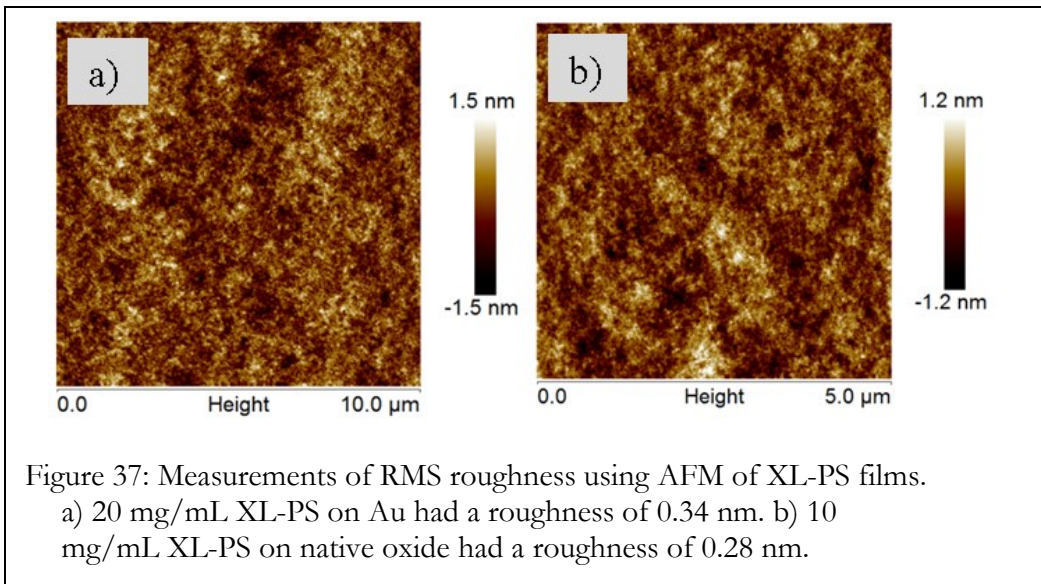 a)
b)
1.5 nm
-1.5 nm
1.2 nm
-1.2 nm
0.0 Height 10.0 µm
0.0 Height 5.0 µm
Figure 37: Measurements of RMS roughness using AFM of XL-PS films.
a) 20 mg/mL XL-PS on Au had a roughness of 0.34 nm. b) 10
mg/mL XL-PS on native oxide had a roughness of 0.28 nm.